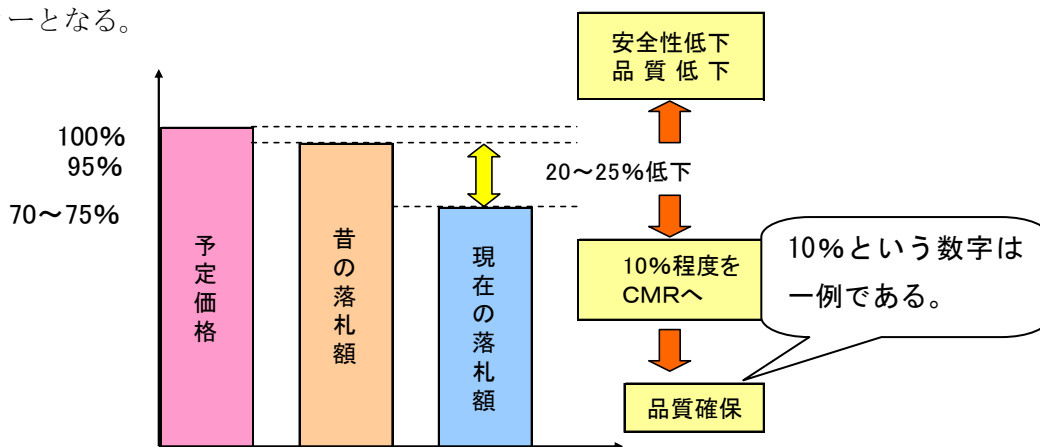 ーとなる。
安全性低下
品質低下
100%
95%
20～25%低下
70～75%
予定価格
昔の落札額
現在の落札額
10%程度を
CMRへ
10%という数字は
一例である。
品質確保